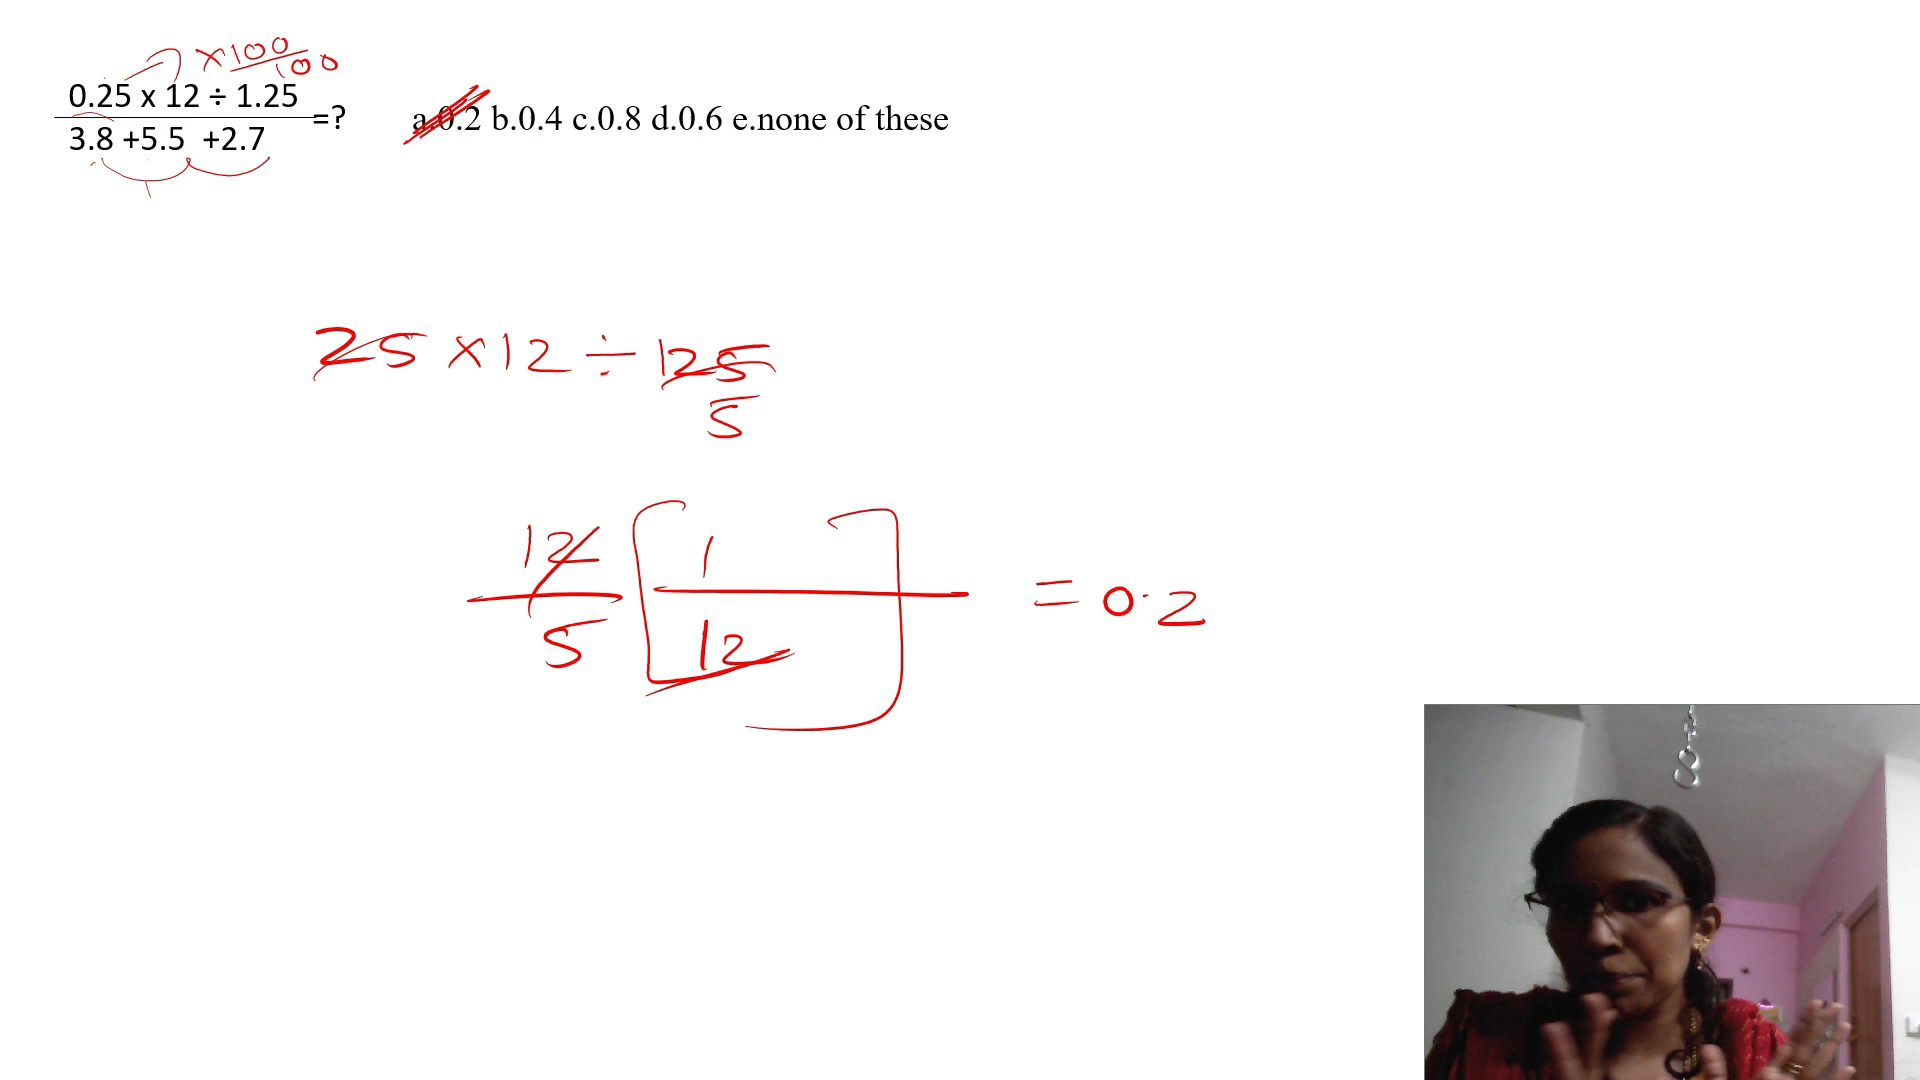 ×100/100
0.25 x 12 ÷ 1.25
=?
3.8 +5.5 +2.7
a.0.2 b.0.4 c.0.8 d.0.6 e.none of these
25 × 12 ÷ 125
5
12 1
5 12
= 0.2